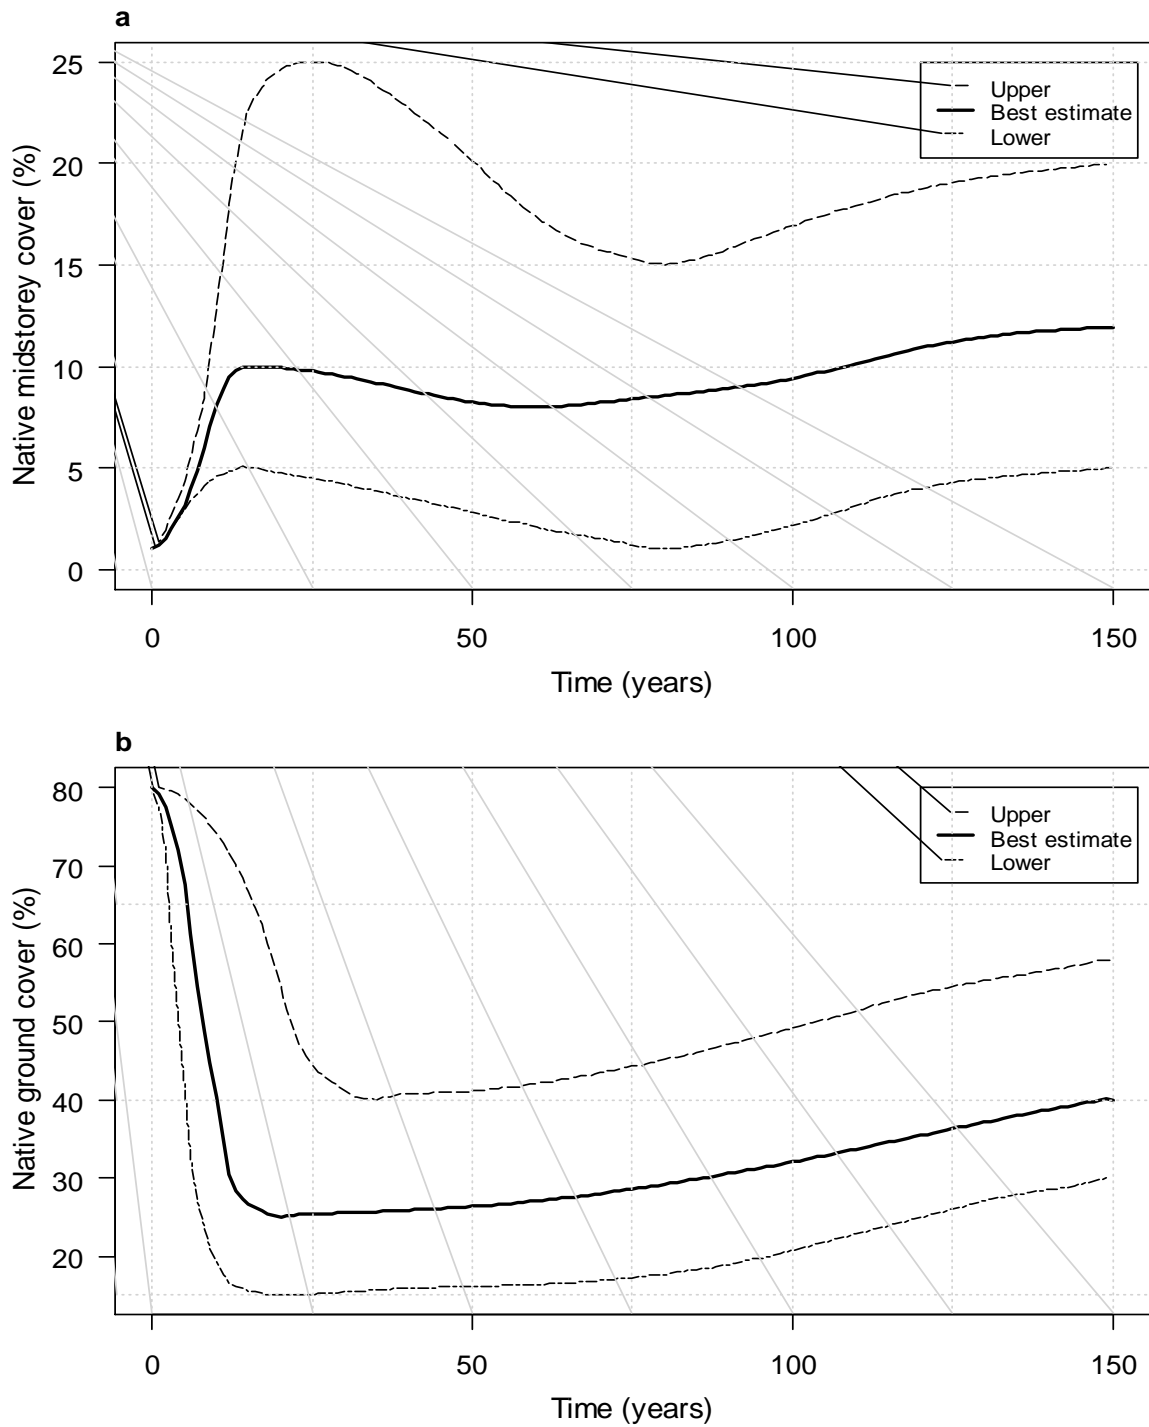 a
Native midstorey cover (%)
25
20
15
10
5
0
Upper
Best estimate
Lower
0 50 100 150
Time (years)
b
Native ground cover (%)
80
70
60
50
40
30
20
Upper
Best estimate
Lower
0 50 100 150
Time (years)